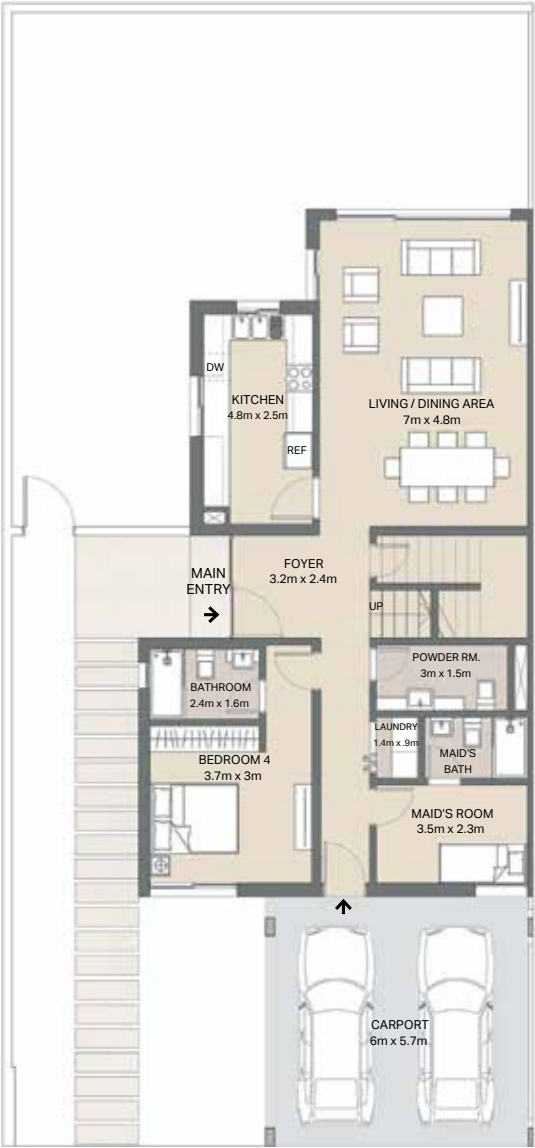 DW
KITCHEN
4.8m x 2.5m
REF
LIVING / DINING AREA
7m x 4.8m
MAIN
ENTRY
FOYER
3.2m x 2.4m
UP
POWDER RM.
3m x 1.5m
BATHROOM
2.4m x 1.6m
LAUNDRY
1.4m x .9m
MAID'S
BATH
BEDROOM 4
3.7m x 3m
MAID'S ROOM
3.5m x 2.3m
CARPORT
6m x 5.7m